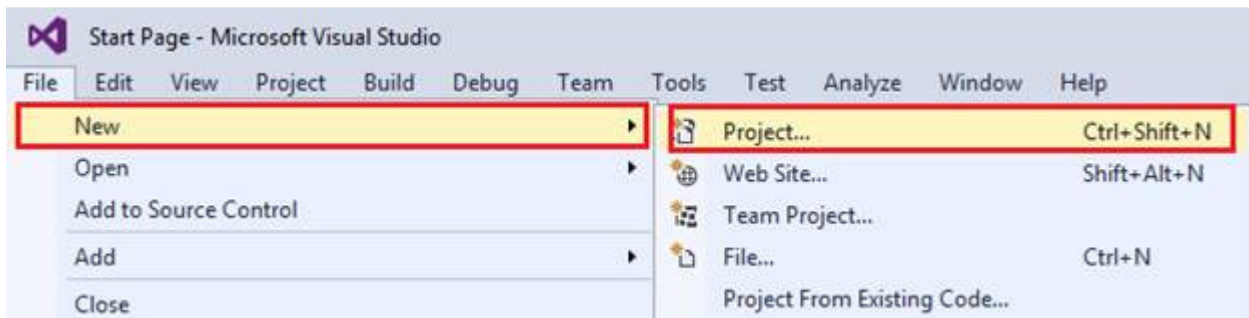 Start Page - Microsoft Visual Studio
File Edit View Project Build Debug Team Tools Test Analyze Window Help
New
Project... Ctrl+Shift+N
Open
Web Site... Shift+Alt+N
Add to Source Control
Team Project...
Add
File... Ctrl+N
Close
Project From Existing Code...